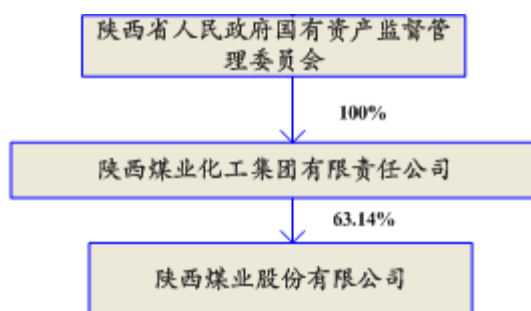 陕西省人民政府国有资产监督管
理委员会
100%
陕西煤业化工集团有限责任公司
63.14%
陕西煤业股份有限公司